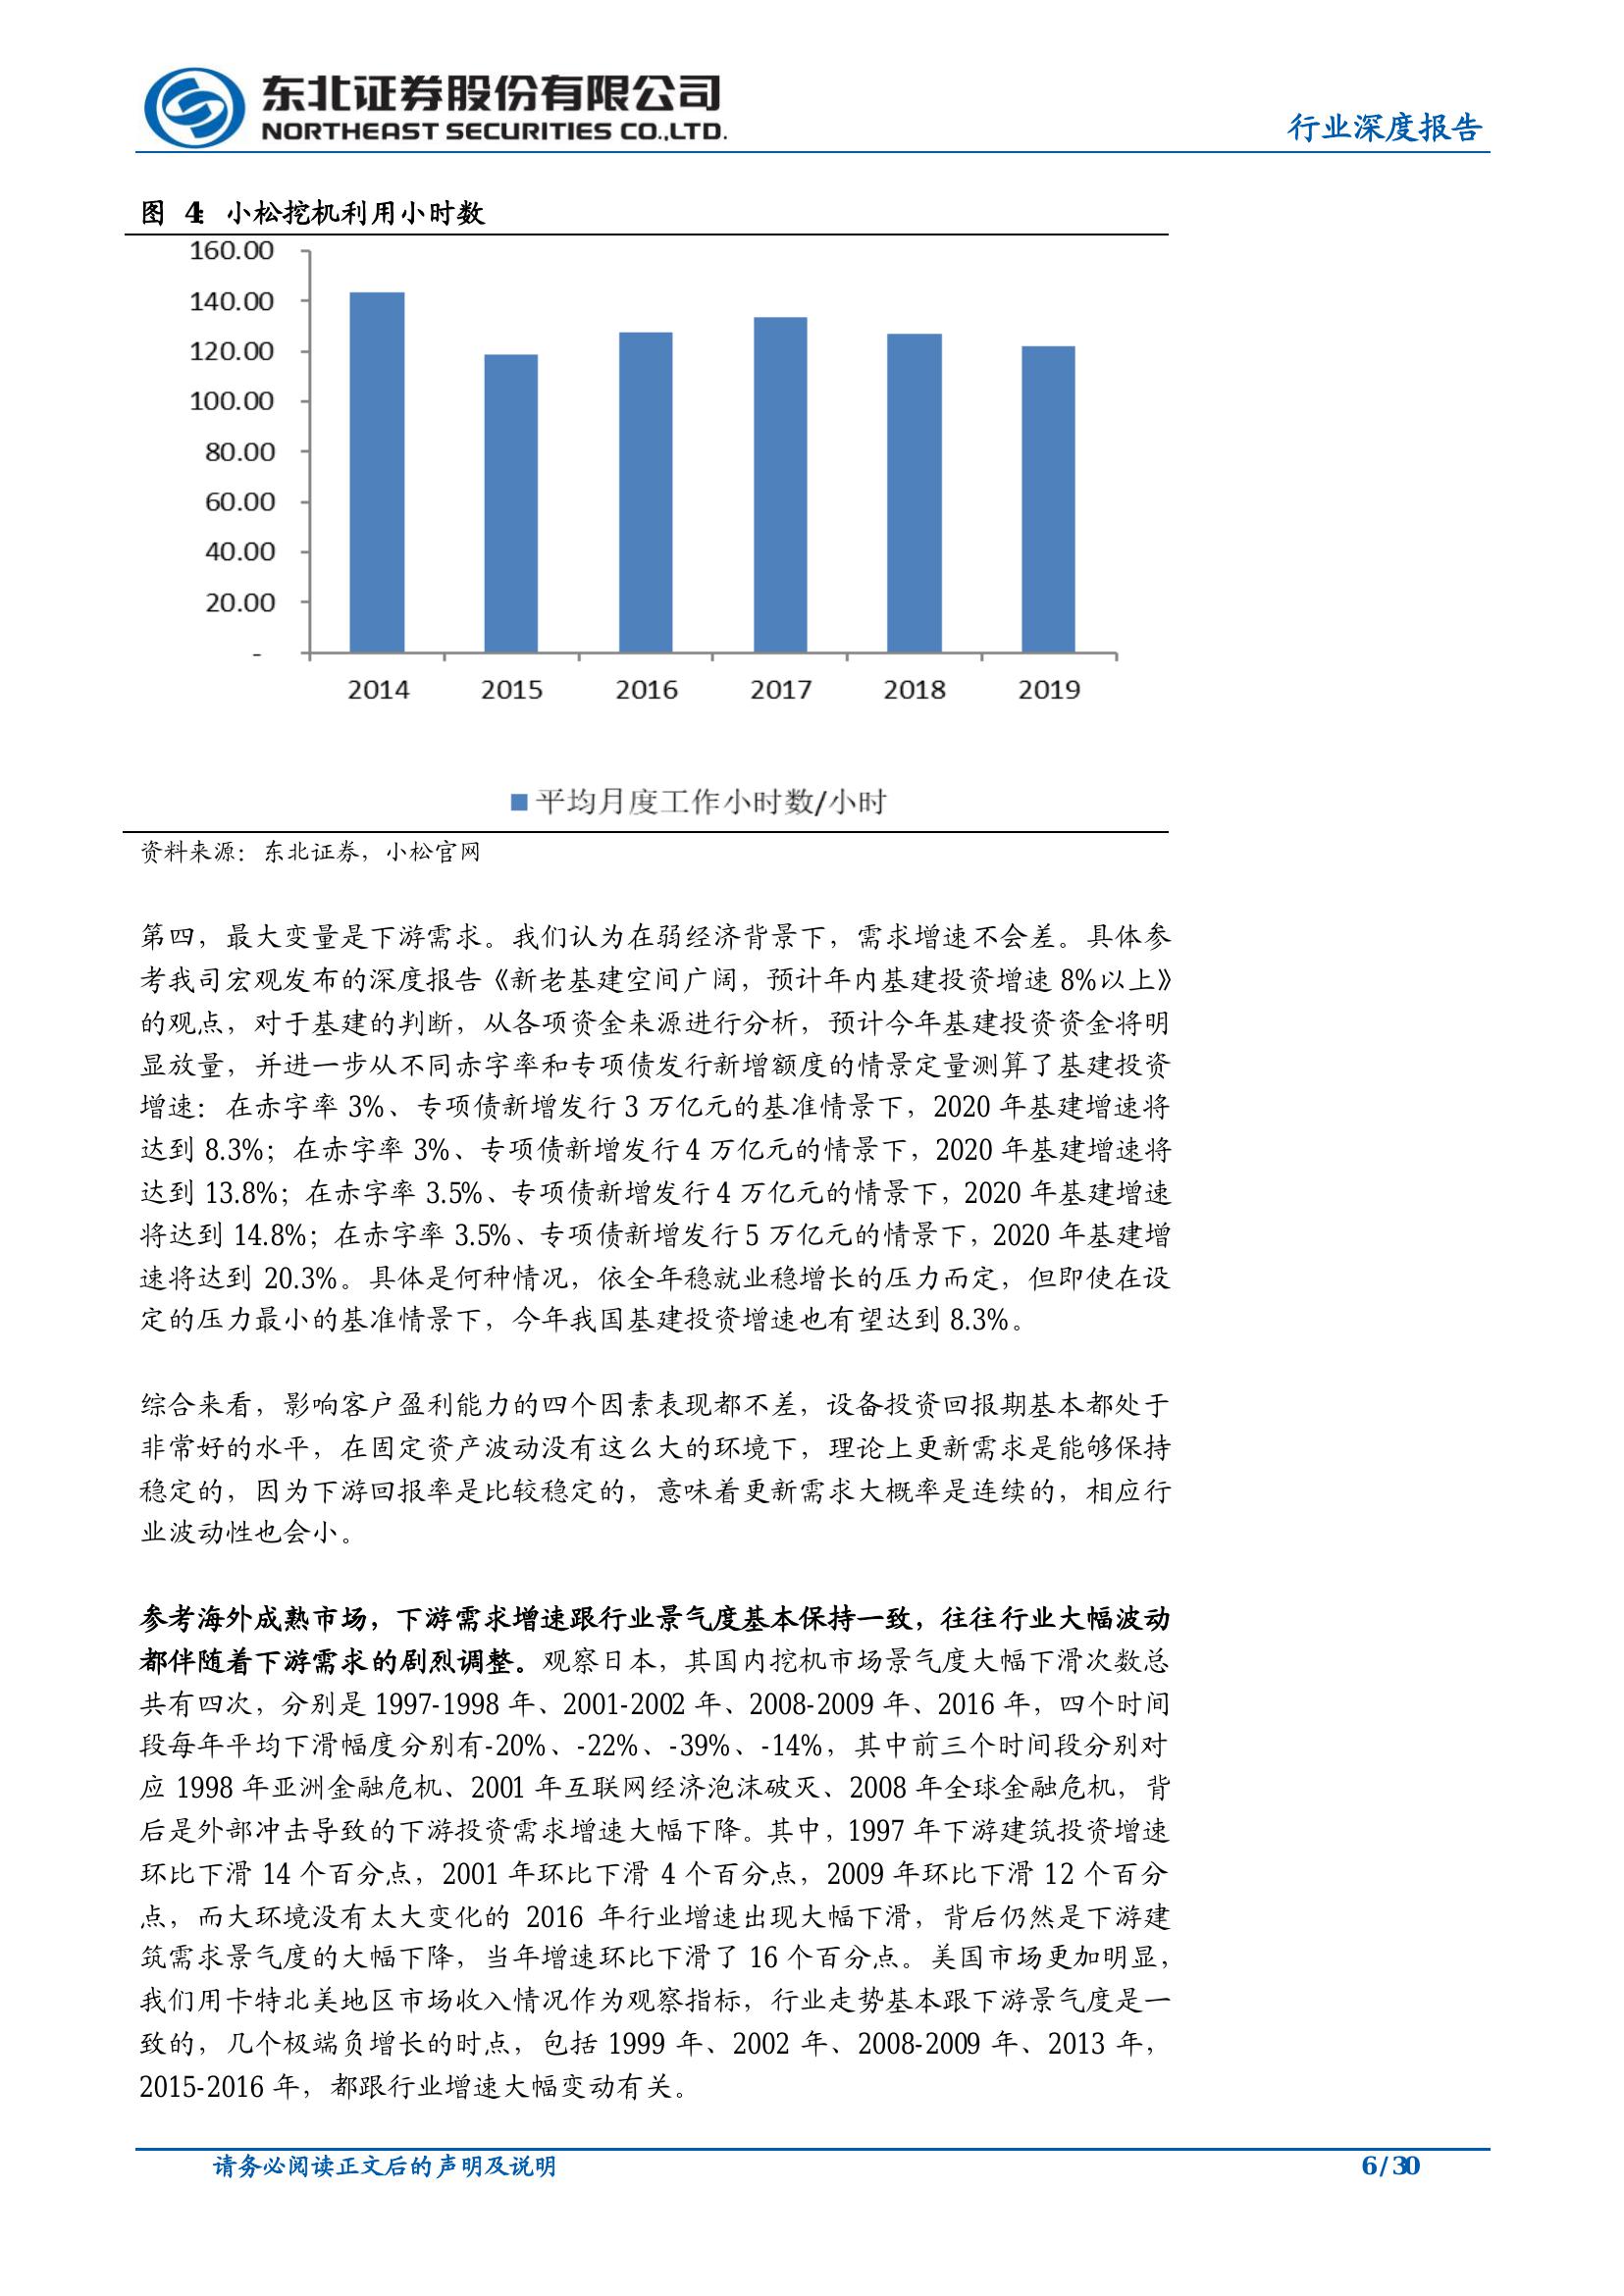 东北证券股份有限公司
NORTHEAST SECURITIES CO.,LTD.
行业深度报告
图 4: 小松挖机利用小时数
160.00
140.00
120.00
100.00
80.00
60.00
40.00
20.00
-
2014 2015 2016 2017 2018 2019
平均月度工作小时数/小时
资料来源：东北证券，小松官网
第四，最大变量是下游需求。我们认为在弱经济背景下，需求增速不会差。具体参
考我司宏观发布的深度报告《新老基建空间广阔，预计年内基建投资增速 8%以上》
的观点，对于基建的判断，从各项资金来源进行分析，预计今年基建投资资金将明
显放量，并进一步从不同赤字率和专项债发行新增额度的情景定量测算了基建投资
增速：在赤字率 3%、专项债新增发行 3 万亿元的基准情景下，2020 年基建增速将
达到 8.3%；在赤字率 3%、专项债新增发行 4 万亿元的情景下，2020 年基建增速将
达到 13.8%；在赤字率 3.5%、专项债新增发行 4 万亿元的情景下，2020 年基建增速
将达到 14.8%；在赤字率 3.5%、专项债新增发行 5 万亿元的情景下，2020 年基建增
速将达到 20.3%。具体是何种情况，依全年稳就业稳增长的压力而定，但即使在设
定的压力最小的基准情景下，今年我国基建投资增速也有望达到 8.3%。
综合来看，影响客户盈利能力的四个因素表现都不差，设备投资回报期基本都处于
非常好的水平，在固定资产波动没有这么大的环境下，理论上更新需求是能够保持
稳定的，因为下游回报率是比较稳定的，意味着更新需求大概率是连续的，相应行
业波动性也会小。
参考海外成熟市场，下游需求增速跟行业景气度基本保持一致，往往行业大幅波动
都伴随着下游需求的剧烈调整。观察日本，其国内挖机市场景气度大幅下滑次数总
共有四次，分别是 1997-1998 年、2001-2002 年、2008-2009 年、2016 年，四个时间
段每年平均下滑幅度分别有-20%、-22%、-39%、-14%，其中前三个时间段分别对
应 1998 年亚洲金融危机、2001 年互联网经济泡沫破灭、2008 年全球金融危机，背
后是外部冲击导致的下游投资需求增速大幅下降。其中，1997 年下游建筑投资增速
环比下滑 14 个百分点，2001 年环比下滑 4 个百分点，2009 年环比下滑 12 个百分
点，而大环境没有太大变化的 2016 年行业增速出现大幅下滑，背后仍然是下游建
筑需求景气度的大幅下降，当年增速环比下滑了 16 个百分点。美国市场更加明显，
我们用卡特北美地区市场收入情况作为观察指标，行业走势基本跟下游景气度是一
致的，几个极端负增长的时点，包括 1999 年、2002 年、2008-2009 年、2013 年，
2015-2016 年，都跟行业增速大幅变动有关。
请务必阅读正文后的声明及说明
6 / 30